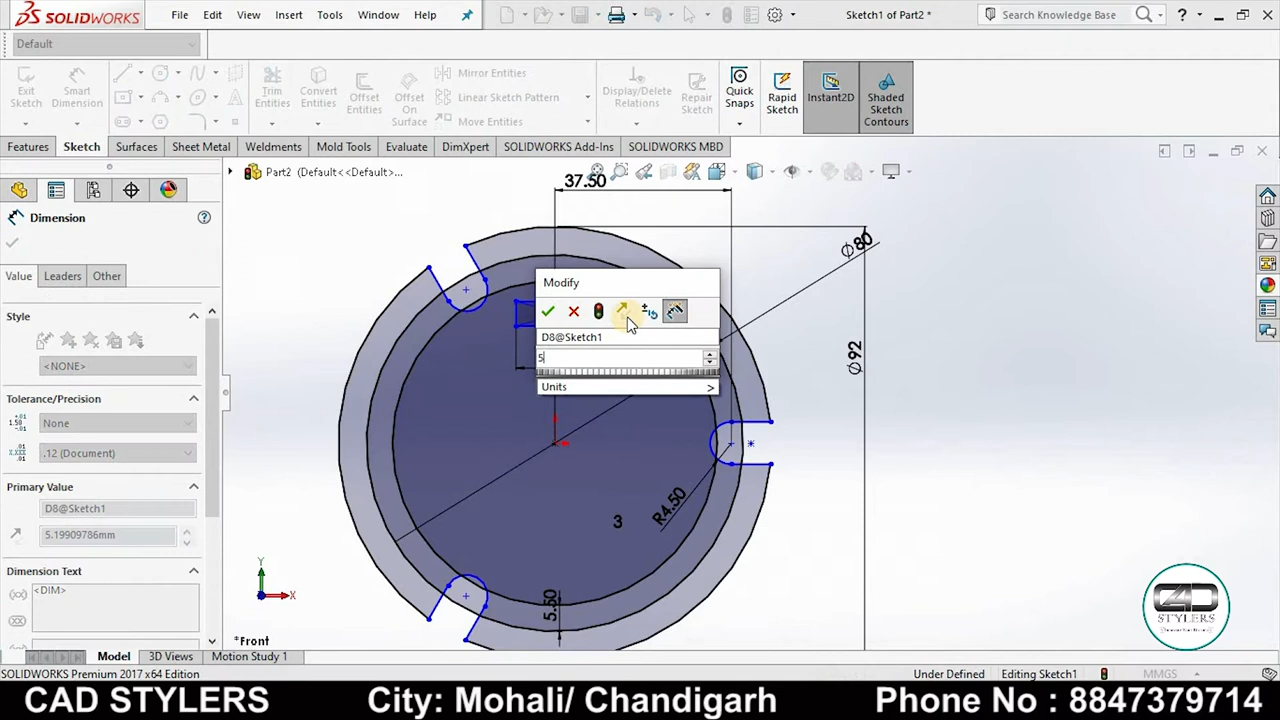 SOLIDWORKS File Edit View Insert Tools Window Help Sketch1 of Part2 * Search Knowledge Base ?
Default
Exit Sketch
Smart Dimension
Trim Entities
Convert Entities
Offset Entities
Offset On Surface
Mirror Entities
Linear Sketch Pattern
Move Entities
Display/Delete Relations
Repair Sketch
Quick Snaps
Rapid Sketch
Instant2D
Shaded Sketch Contours
Features Sketch Surfaces Sheet Metal Weldments Mold Tools Evaluate DimXpert SOLIDWORKS Add-Ins SOLIDWORKS MBD
Part2 (Default<<Default>...
Dimension
Value Leaders Other
Style
<NONE>
Tolerance/Precision
None
.12 (Document)
Primary Value
D8@Sketch1
5.19909786mm
Dimension Text
<DIM>
37.50
∅80
∅92
R4.50
3
5.50
Modify
D8@Sketch1
5
Units >
Y
X
*Front
Model 3D Views Motion Study 1
SOLIDWORKS Premium 2017 x64 Edition Under Defined Editing Sketch1 MMGS
STYLERS
CAD STYLERS City: Mohali/ Chandigarh Phone No : 8847379714